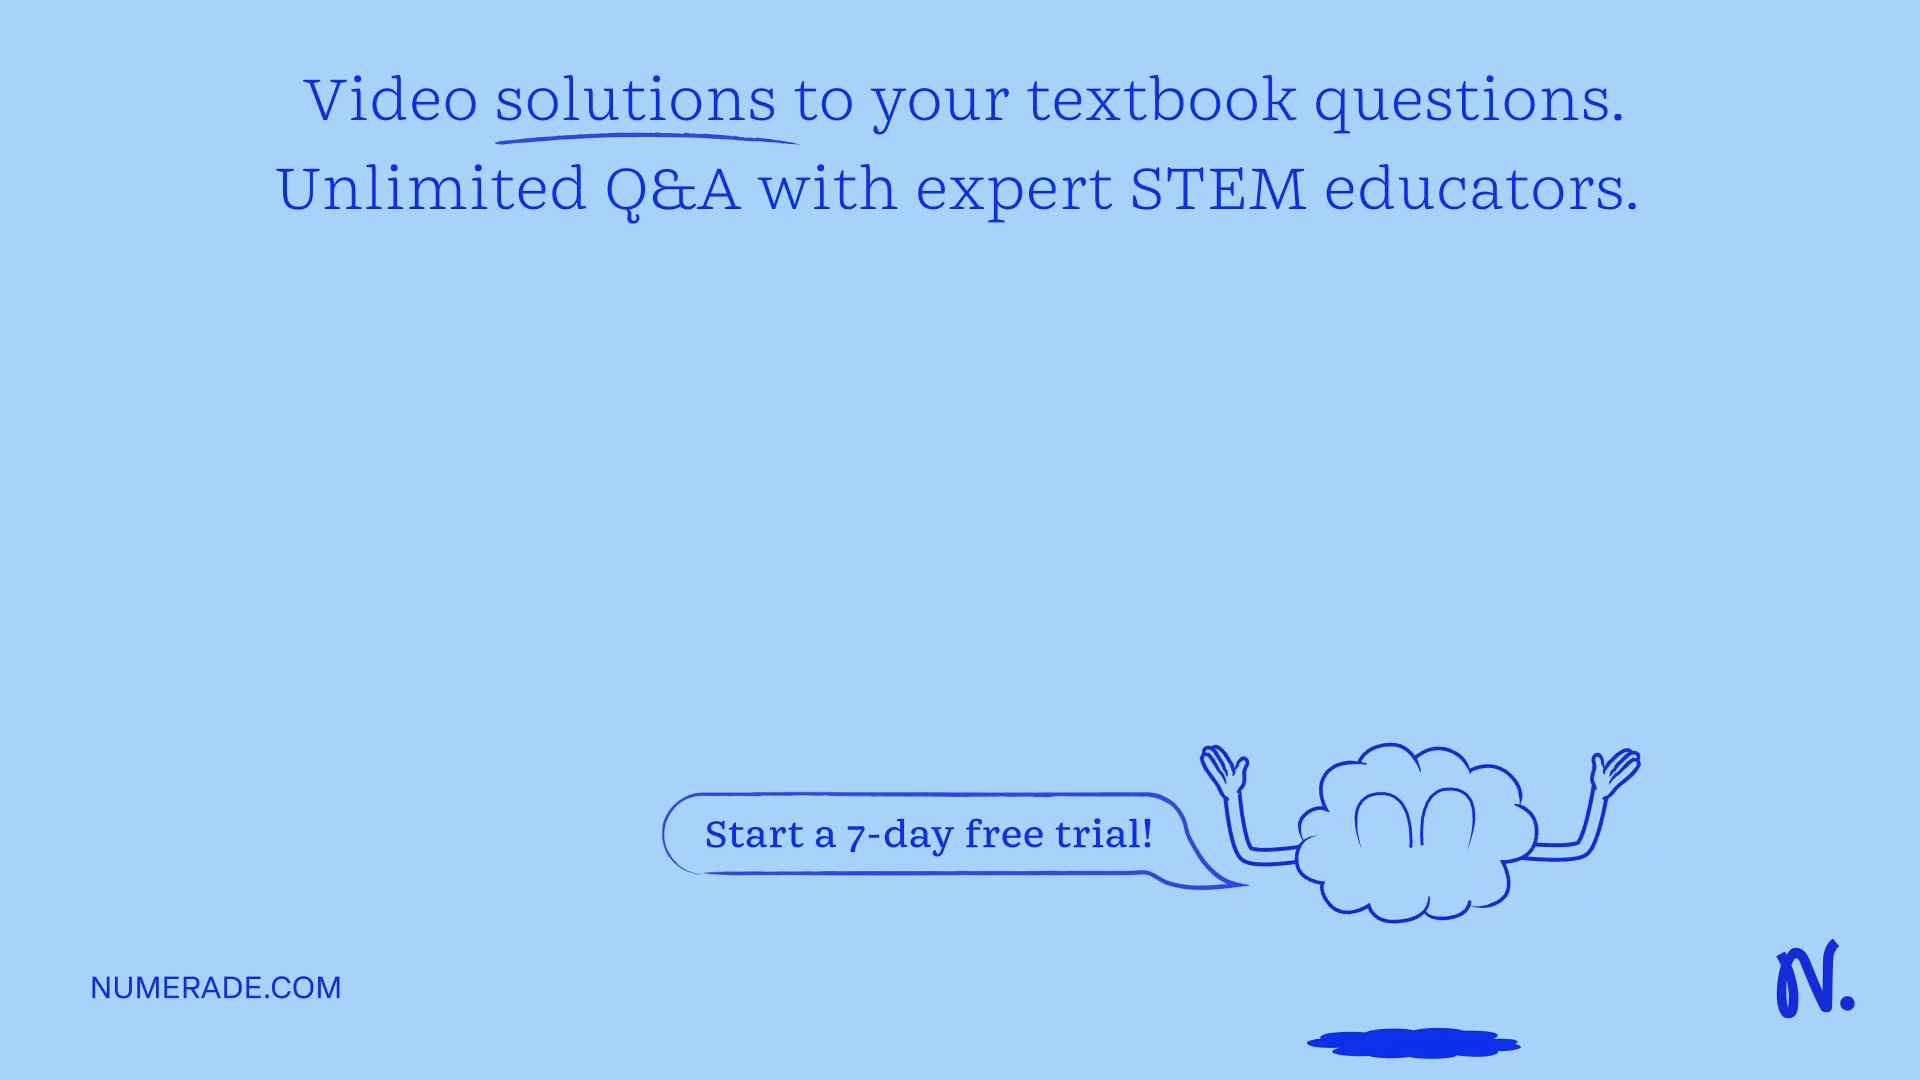 Video solutions to your textbook questions.
Unlimited Q&A with expert STEM educators.
Start a 7-day free trial!
NUMERADE.COM
N.